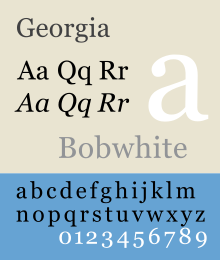 Georgia
Aa Qq Rr
Aa Qq Rr
a
Bobwhite
abcdefghijklm
nopqrstuvwxyz
0123456789